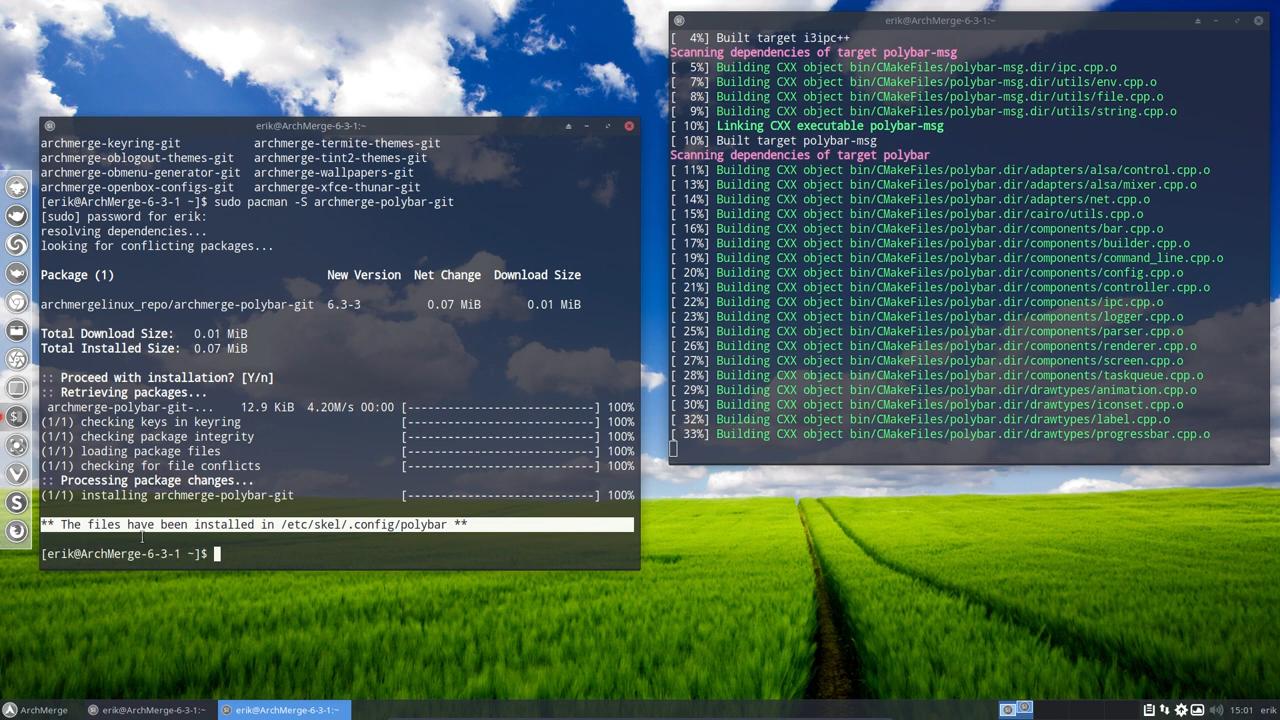 erik@ArchMerge-6-3-1:~
archmerge-keyring-git archmerge-termite-themes-git
archmerge-oblogout-themes-git archmerge-tint2-themes-git
archmerge-obmenu-generator-git archmerge-wallpapers-git
archmerge-openbox-configs-git archmerge-xfce-thunar-git
[erik@ArchMerge-6-3-1 ~]$ sudo pacman -S archmerge-polybar-git
[sudo] password for erik:
resolving dependencies...
looking for conflicting packages...
Package (1) New Version Net Change Download Size
archmergelinux_repo/archmerge-polybar-git 6.3-3 0.07 MiB 0.01 MiB
Total Download Size: 0.01 MiB
Total Installed Size: 0.07 MiB
:: Proceed with installation? [Y/n]
:: Retrieving packages...
archmerge-polybar-git-... 12.9 KiB 4.20M/s 00:00 [----------------------------] 100%
(1/1) checking keys in keyring [----------------------------] 100%
(1/1) checking package integrity [----------------------------] 100%
(1/1) loading package files [----------------------------] 100%
(1/1) checking for file conflicts [----------------------------] 100%
:: Processing package changes...
(1/1) installing archmerge-polybar-git [----------------------------] 100%
** The files have been installed in /etc/skel/.config/polybar **
[erik@ArchMerge-6-3-1 ~]$
erik@ArchMerge-6-3-1:~
[ 4%] Built target i3ipc++
Scanning dependencies of target polybar-msg
[ 5%] Building CXX object bin/CMakeFiles/polybar-msg.dir/ipc.cpp.o
[ 7%] Building CXX object bin/CMakeFiles/polybar-msg.dir/utils/env.cpp.o
[ 8%] Building CXX object bin/CMakeFiles/polybar-msg.dir/utils/file.cpp.o
[ 9%] Building CXX object bin/CMakeFiles/polybar-msg.dir/utils/string.cpp.o
[ 10%] Linking CXX executable polybar-msg
[ 10%] Built target polybar-msg
Scanning dependencies of target polybar
[ 11%] Building CXX object bin/CMakeFiles/polybar.dir/adapters/alsa/control.cpp.o
[ 13%] Building CXX object bin/CMakeFiles/polybar.dir/adapters/alsa/mixer.cpp.o
[ 14%] Building CXX object bin/CMakeFiles/polybar.dir/adapters/net.cpp.o
[ 15%] Building CXX object bin/CMakeFiles/polybar.dir/cairo/utils.cpp.o
[ 16%] Building CXX object bin/CMakeFiles/polybar.dir/components/bar.cpp.o
[ 17%] Building CXX object bin/CMakeFiles/polybar.dir/components/builder.cpp.o
[ 19%] Building CXX object bin/CMakeFiles/polybar.dir/components/command_line.cpp.o
[ 20%] Building CXX object bin/CMakeFiles/polybar.dir/components/config.cpp.o
[ 21%] Building CXX object bin/CMakeFiles/polybar.dir/components/controller.cpp.o
[ 22%] Building CXX object bin/CMakeFiles/polybar.dir/components/ipc.cpp.o
[ 23%] Building CXX object bin/CMakeFiles/polybar.dir/components/logger.cpp.o
[ 25%] Building CXX object bin/CMakeFiles/polybar.dir/components/parser.cpp.o
[ 26%] Building CXX object bin/CMakeFiles/polybar.dir/components/renderer.cpp.o
[ 27%] Building CXX object bin/CMakeFiles/polybar.dir/components/screen.cpp.o
[ 28%] Building CXX object bin/CMakeFiles/polybar.dir/components/taskqueue.cpp.o
[ 29%] Building CXX object bin/CMakeFiles/polybar.dir/drawtypes/animation.cpp.o
[ 30%] Building CXX object bin/CMakeFiles/polybar.dir/drawtypes/iconset.cpp.o
[ 32%] Building CXX object bin/CMakeFiles/polybar.dir/drawtypes/label.cpp.o
[ 33%] Building CXX object bin/CMakeFiles/polybar.dir/drawtypes/progressbar.cpp.o
ArchMerge erik@ArchMerge-6-3-1:~ erik@ArchMerge-6-3-1:~ 15:01 erik